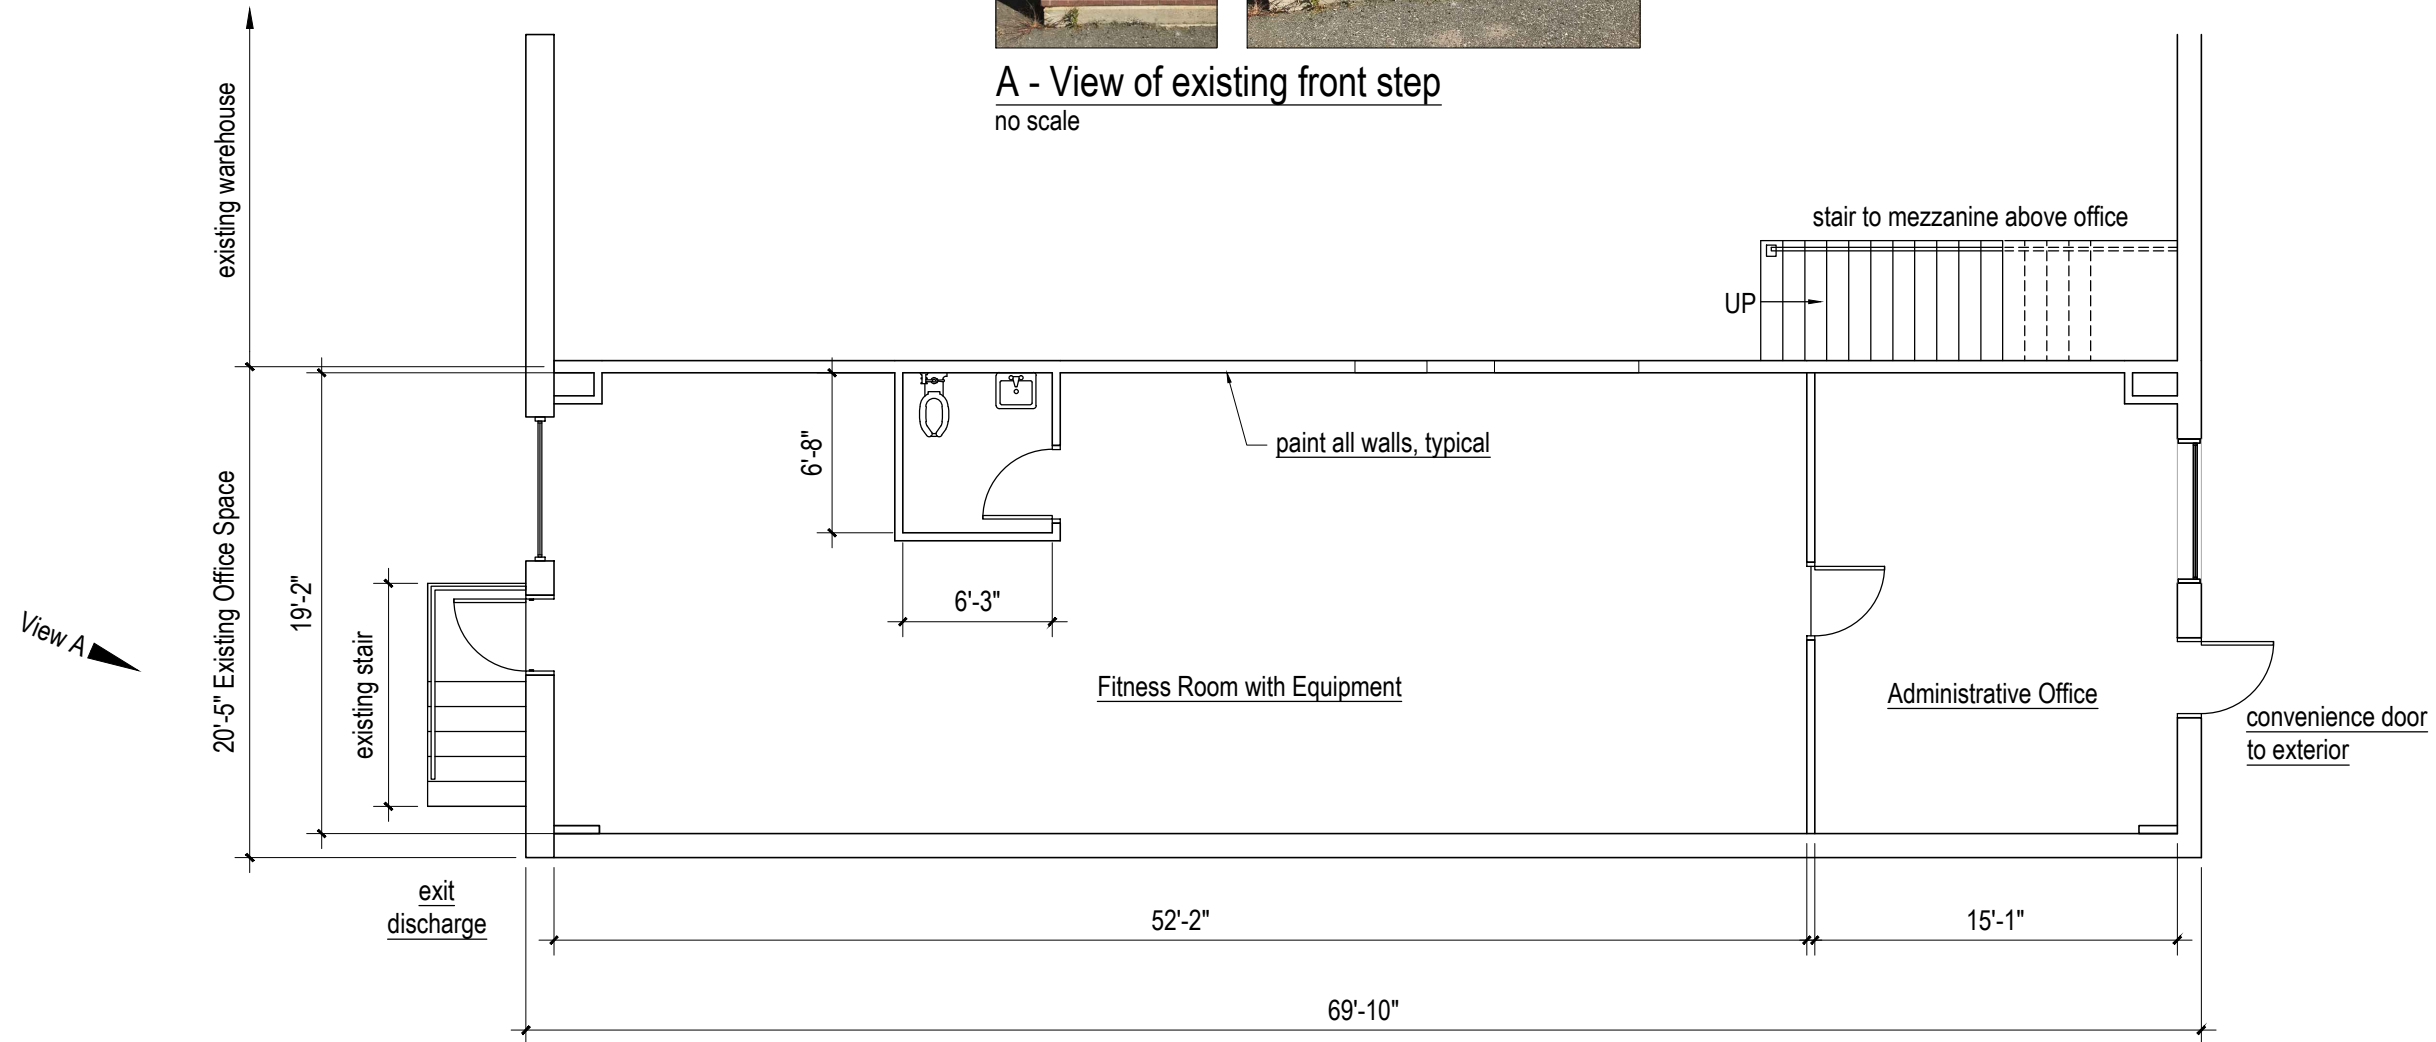 A - View of existing front step
no scale
existing warehouse
stair to mezzanine above office
UP
paint all walls, typical
6'-8"
6'-3"
20'-5" Existing Office Space
19'-2"
existing stair
View A
Fitness Room with Equipment
Administrative Office
convenience door
to exterior
exit
discharge
52'-2"
15'-1"
69'-10"